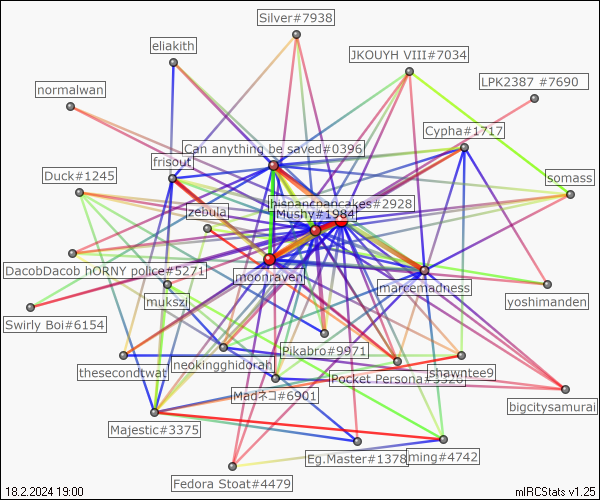 Silver#7938
eliakith
JKOUYH VIII#7034
LPK2387 #7690
normalwan
Cypha#1717
Can anything be saved#0396
frisout
Duck#1245
somass
hispancpancakes#2928
zebula
Mushy#1984
DacobDacob hORNY police#5271
moonraven
marcemadness
mukszi
yoshimanden
Swirly Boi#6154
Pikabro#9971
thesecondtwat
neokingghidorah
Pocket Persona#5520
shawntee9
Madネコ#6901
bigcitysamurai
Majestic#3375
Eg.Master#1378
ming#4742
Fedora Stoat#4479
18.2.2024 19:00
mIRCStats v1.25